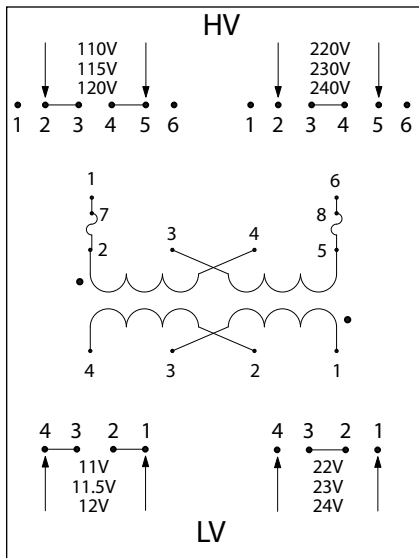 HV
110V 220V
115V 230V
120V 240V
1 2 3 4 5 6 1 2 3 4 5 6
1 6
7 8
3 4
2 5
4 3 2 1
4 3 2 1 4 3 2 1
11V 22V
11.5V 23V
12V 24V
LV